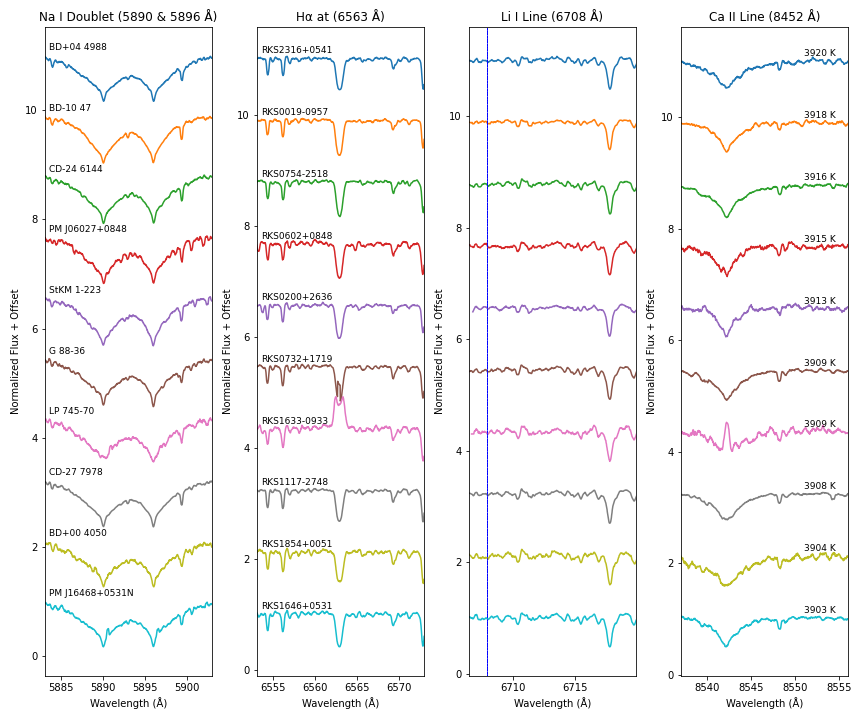 Na I Doublet (5890 & 5896 Å)
Hα at (6563 Å)
Li I Line (6708 Å)
Ca II Line (8452 Å)
BD+04 4988
BD-10 47
CD-24 6144
PM J06027+0848
StKM 1-223
G 88-36
LP 745-70
CD-27 7978
BD+00 4050
PM J16468+0531N
RKS2316+0541
RKS0019-0957
RKS0754-2518
RKS0602+0848
RKS0200+2636
RKS0732+1719
RKS1633-0933
RKS1117-2748
RKS1854+0051
RKS1646+0531
3920 K
3918 K
3916 K
3915 K
3913 K
3909 K
3909 K
3908 K
3904 K
3903 K
Normalized Flux + Offset
Normalized Flux + Offset
Normalized Flux + Offset
Normalized Flux + Offset
10
8
6
4
2
0
10
8
6
4
2
0
10
8
6
4
2
0
10
8
6
4
2
0
5885 5890 5895 5900
6555 6560 6565 6570
6710 6715
8540 8545 8550 8555
Wavelength (Å)
Wavelength (Å)
Wavelength (Å)
Wavelength (Å)